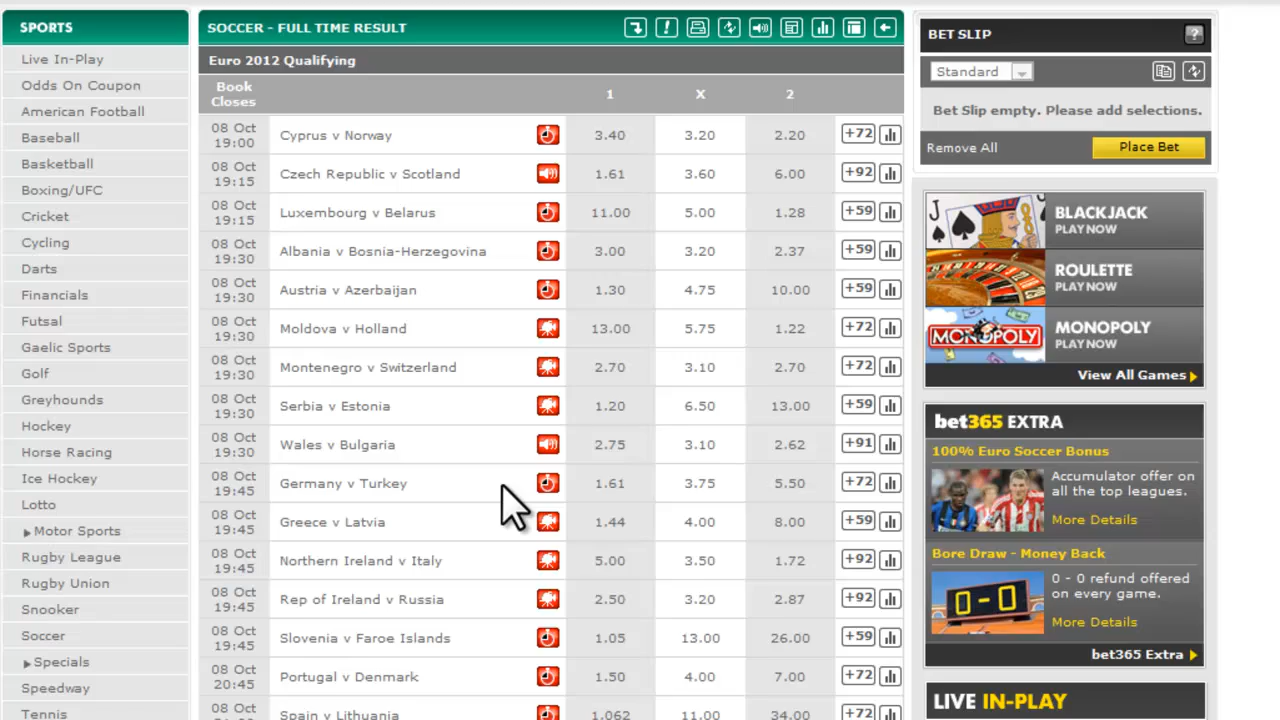 SPORTS
Live In-Play
Odds On Coupon
American Football
Baseball
Basketball
Boxing/UFC
Cricket
Cycling
Darts
Financials
Futsal
Gaelic Sports
Golf
Greyhounds
Hockey
Horse Racing
Ice Hockey
Lotto
Motor Sports
Rugby League
Rugby Union
Snooker
Soccer
Specials
Speedway
Tennis
SOCCER - FULL TIME RESULT
Euro 2012 Qualifying
Book Closes 1 X 2
08 Oct 19:00 Cyprus v Norway 3.40 3.20 2.20 +72
08 Oct 19:15 Czech Republic v Scotland 1.61 3.60 6.00 +92
08 Oct 19:15 Luxembourg v Belarus 11.00 5.00 1.28 +59
08 Oct 19:30 Albania v Bosnia-Herzegovina 3.00 3.20 2.37 +59
08 Oct 19:30 Austria v Azerbaijan 1.30 4.75 10.00 +59
08 Oct 19:30 Moldova v Holland 13.00 5.75 1.22 +72
08 Oct 19:30 Montenegro v Switzerland 2.70 3.10 2.70 +72
08 Oct 19:30 Serbia v Estonia 1.20 6.50 13.00 +59
08 Oct 19:30 Wales v Bulgaria 2.75 3.10 2.62 +91
08 Oct 19:45 Germany v Turkey 1.61 3.75 5.50 +72
08 Oct 19:45 Greece v Latvia 1.44 4.00 8.00 +59
08 Oct 19:45 Northern Ireland v Italy 5.00 3.50 1.72 +92
08 Oct 19:45 Rep of Ireland v Russia 2.50 3.20 2.87 +92
08 Oct 19:45 Slovenia v Faroe Islands 1.05 13.00 26.00 +59
08 Oct 20:45 Portugal v Denmark 1.50 4.00 7.00 +72
08 Oct Spain v Lithuania 1.062 11.00 34.00 +72
BET SLIP ?
Standard
Bet Slip empty. Please add selections.
Remove All Place Bet
BLACKJACK
PLAY NOW
ROULETTE
PLAY NOW
MONOPOLY
MONOPOLY
PLAY NOW
View All Games
bet365 EXTRA
100% Euro Soccer Bonus
Accumulator offer on
all the top leagues.
More Details
Bore Draw - Money Back
0-0
0 - 0 refund offered
on every game.
More Details
bet365 Extra
LIVE IN-PLAY